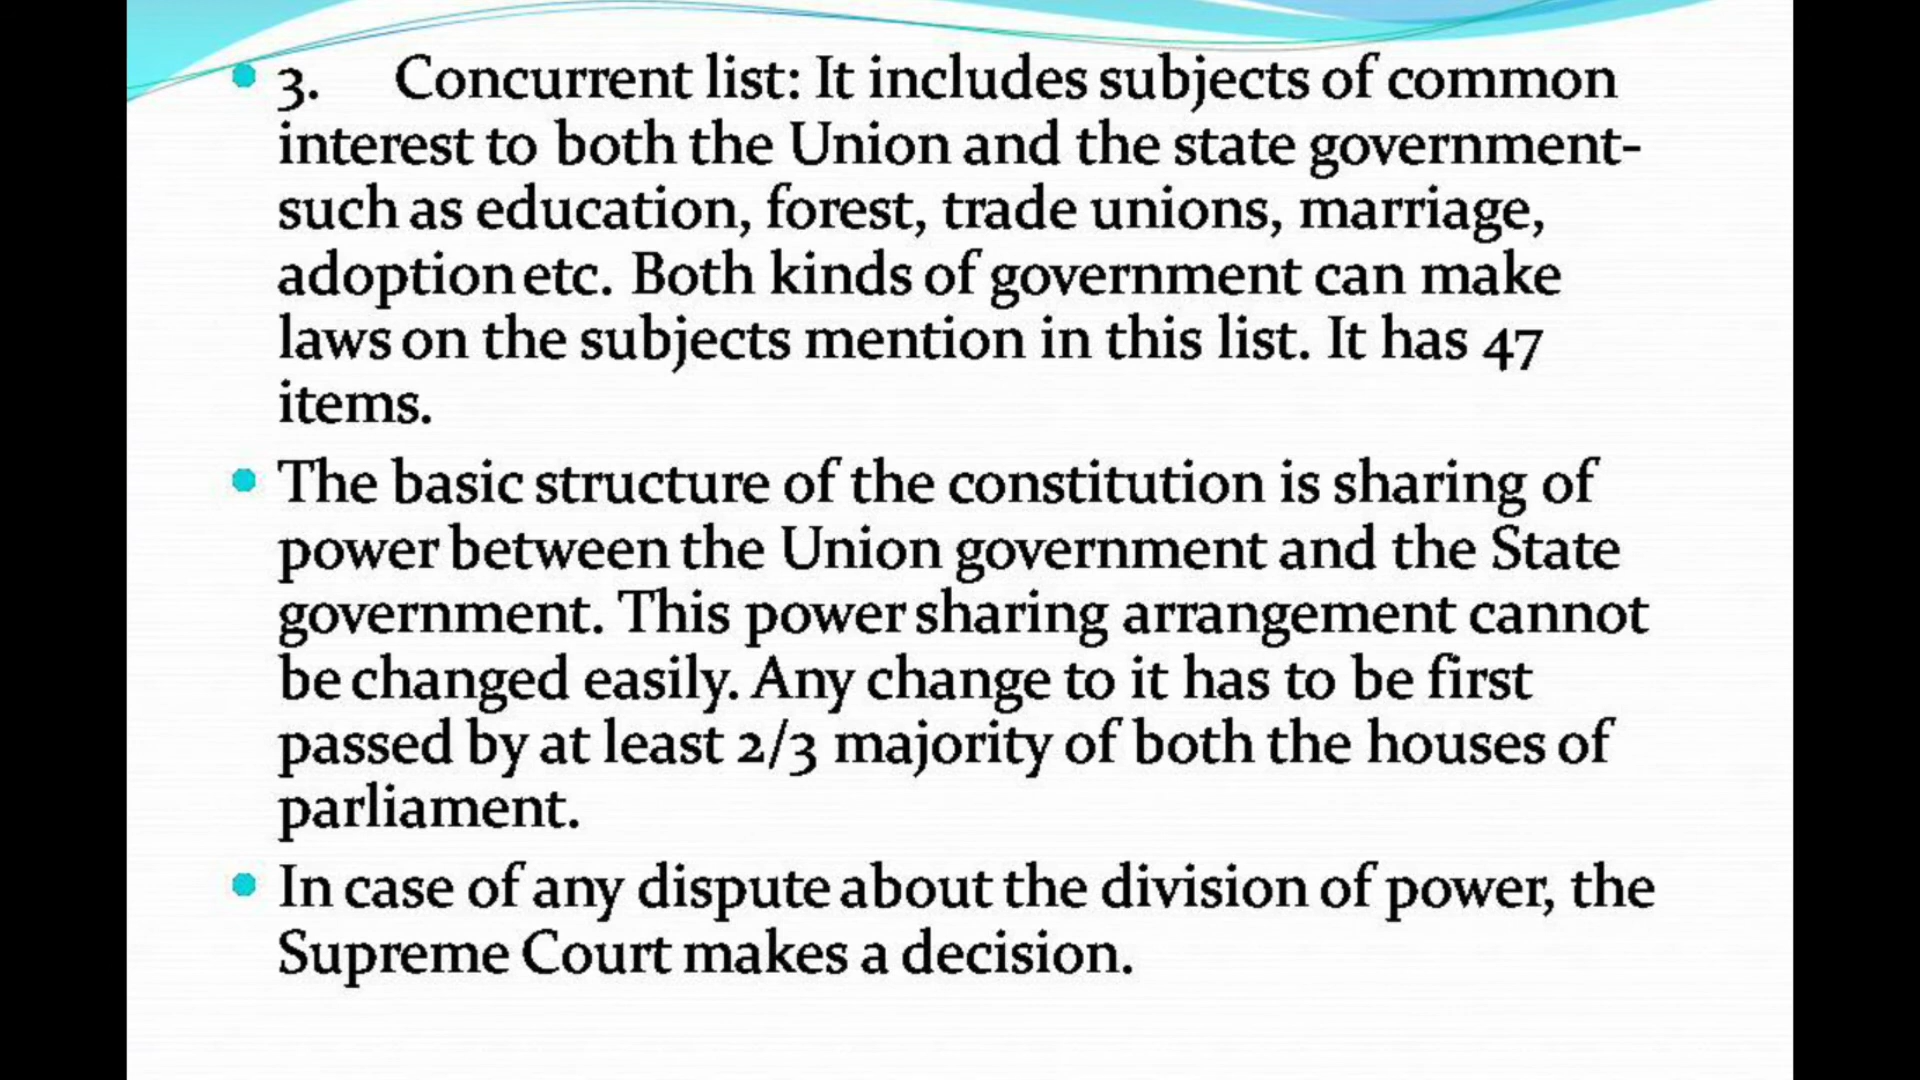 3. Concurrent list: It includes subjects of common
interest to both the Union and the state government-
such as education, forest, trade unions, marriage,
adoption etc. Both kinds of government can make
laws on the subjects mention in this list. It has 47
items.
The basic structure of the constitution is sharing of
power between the Union government and the State
government. This power sharing arrangement cannot
be changed easily. Any change to it has to be first
passed by at least 2/3 majority of both the houses of
parliament.
In case of any dispute about the division of power, the
Supreme Court makes a decision.